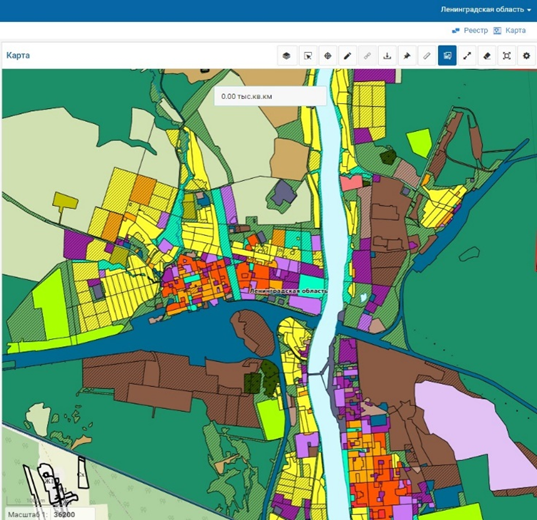 Ленинградская область
Реестр Карта
Карта
0.00 тыс.кв.км
Ленинградская область
Масштаб 1: 36200